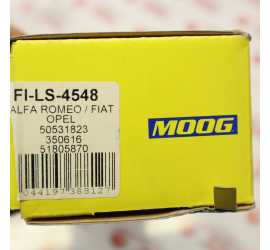 FI-LS-4548
ALFA ROMEO / FIAT
OPEL
50531823
350616
51805870
MOOG